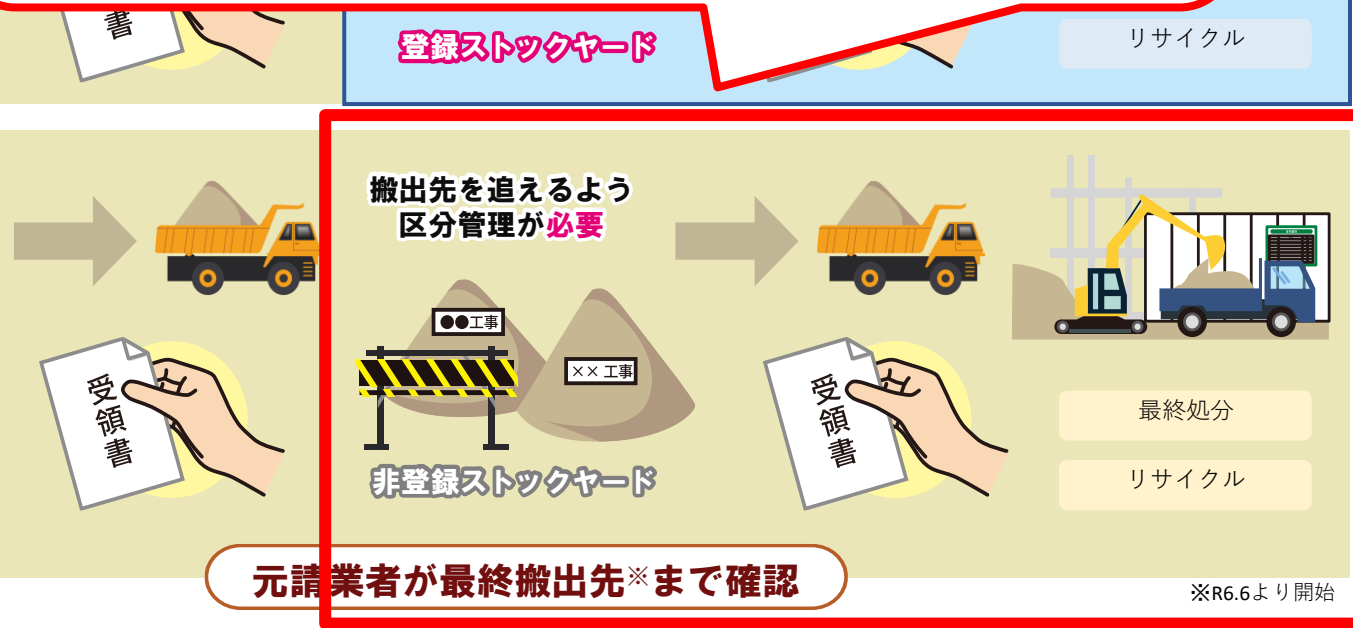 書
登録ストックヤード
リサイクル
搬出先を追えるよう
区分管理が必要
●●工事
×× 工事
非登録ストックヤード
受領書
受領書
最終処分
リサイクル
元請業者が最終搬出先※まで確認
※R6.6より開始